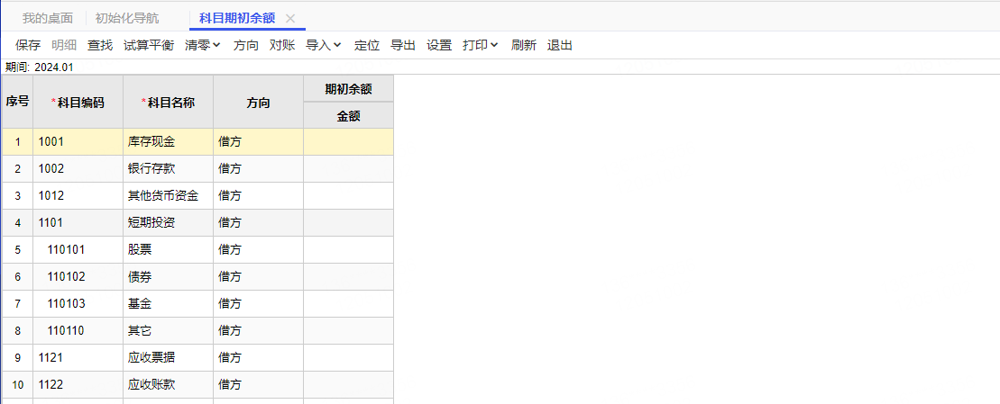 我的桌面 初始化导航 科目期初余额
保存 明细 查找 试算平衡 清零 方向 对账 导入 定位 导出 设置 打印 刷新 退出
期间: 2024.01
序号 *科目编码 *科目名称 方向 期初余额
金额
1 1001 库存现金 借方
2 1002 银行存款 借方
3 1012 其他货币资金 借方
4 1101 短期投资 借方
5 110101 股票 借方
6 110102 债券 借方
7 110103 基金 借方
8 110110 其它 借方
9 1121 应收票据 借方
10 1122 应收账款 借方